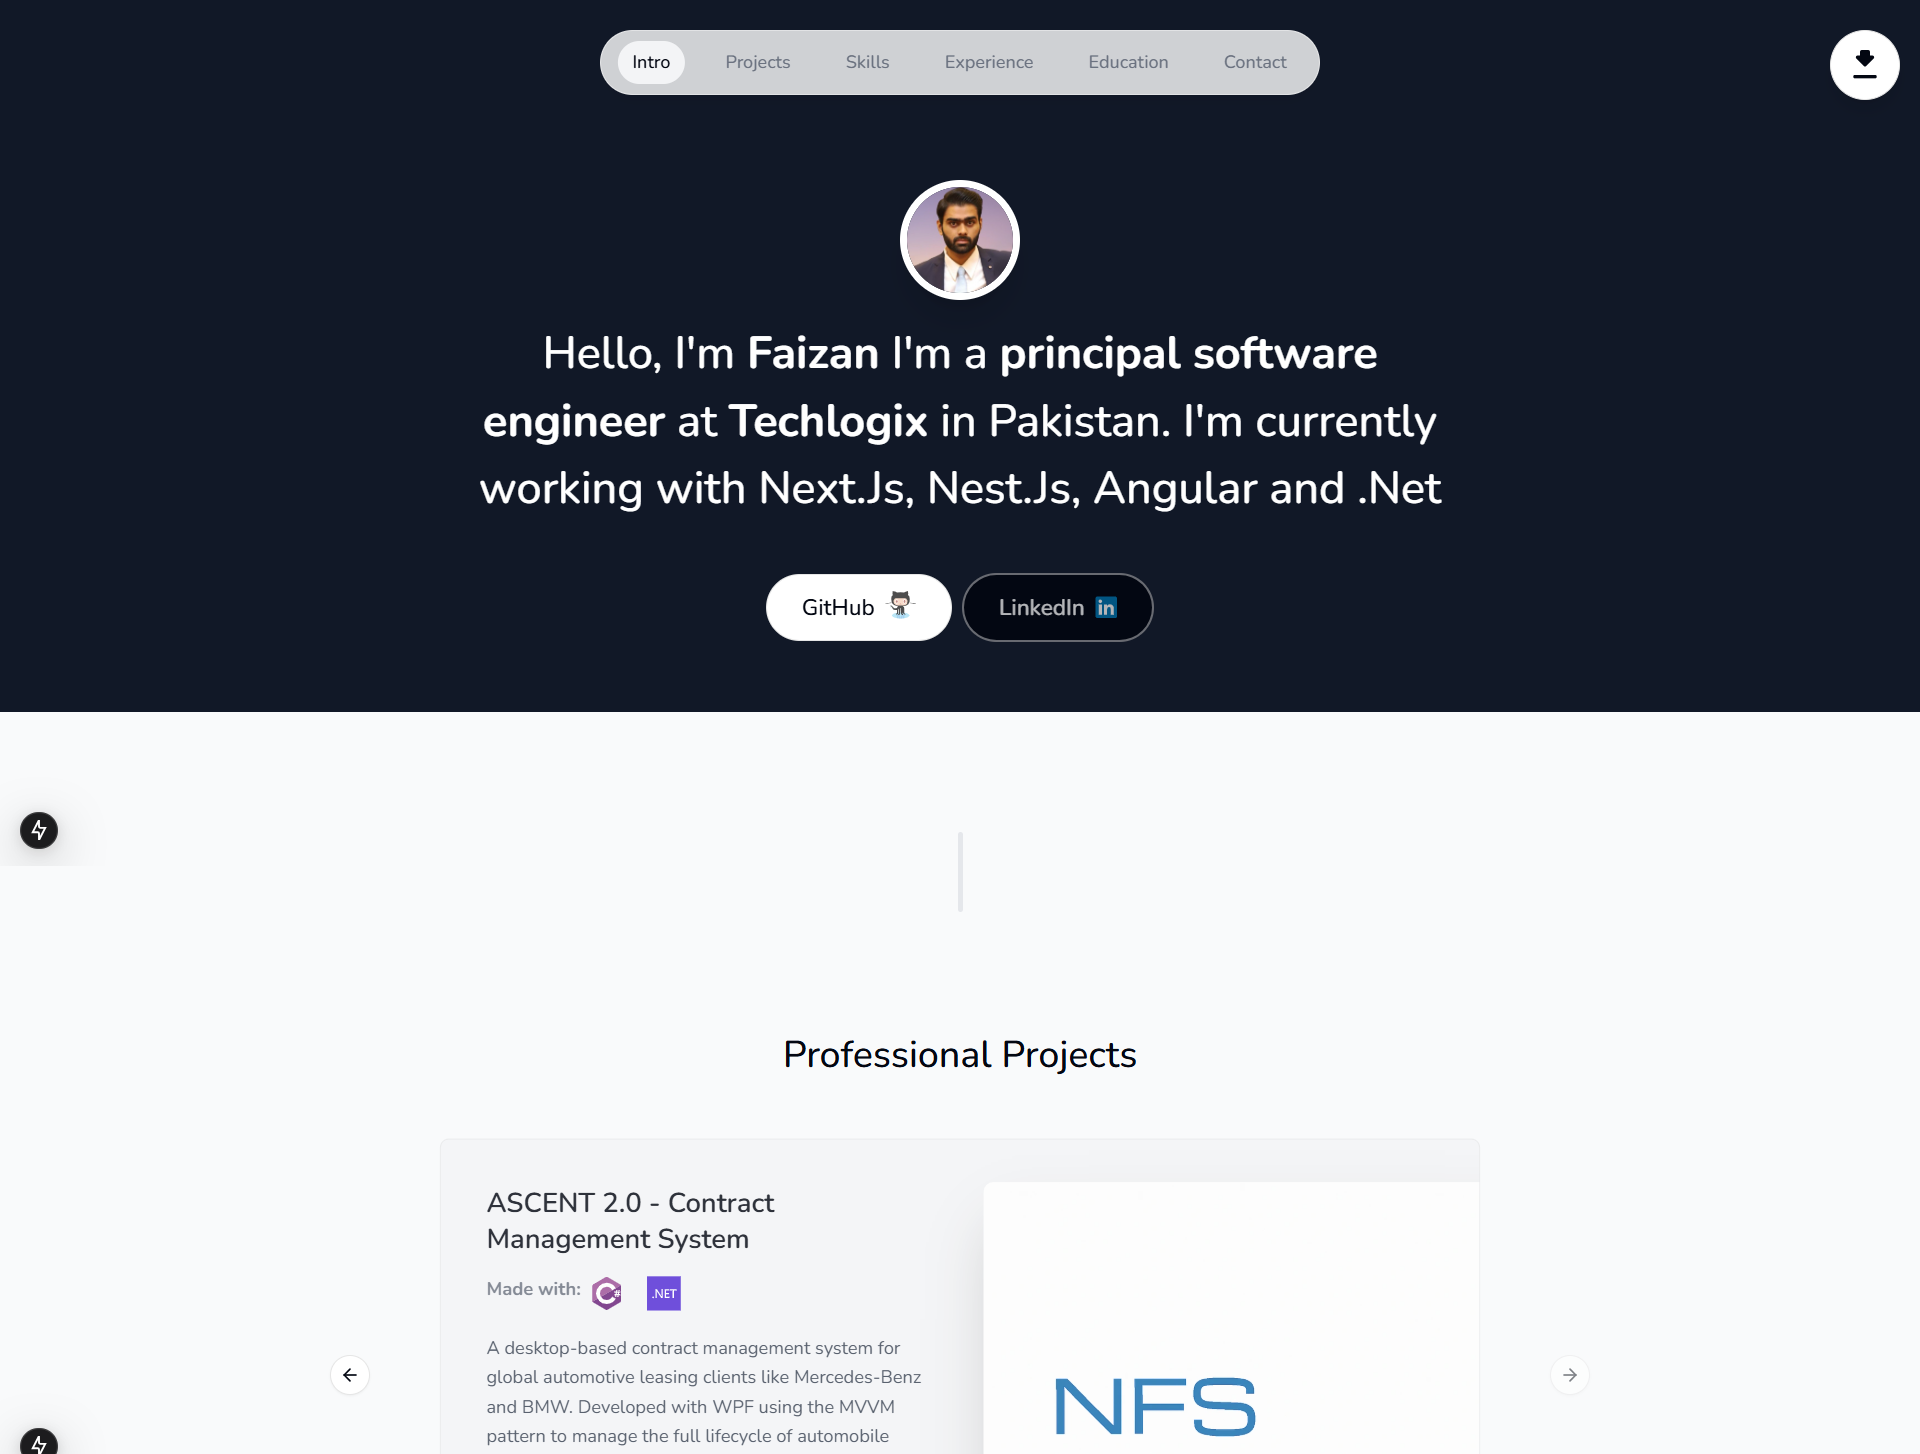 Intro Projects Skills Experience Education Contact
Hello, I'm Faizan I'm a principal software
engineer at Techlogix in Pakistan. I'm currently
working with Next.Js, Nest.Js, Angular and .Net
GitHub LinkedIn in
Professional Projects
ASCENT 2.0 - Contract
Management System
Made with: C# .NET
A desktop-based contract management system for
global automotive leasing clients like Mercedes-Benz
and BMW. Developed with WPF using the MVVM
pattern to manage the full lifecycle of automobile
NFS